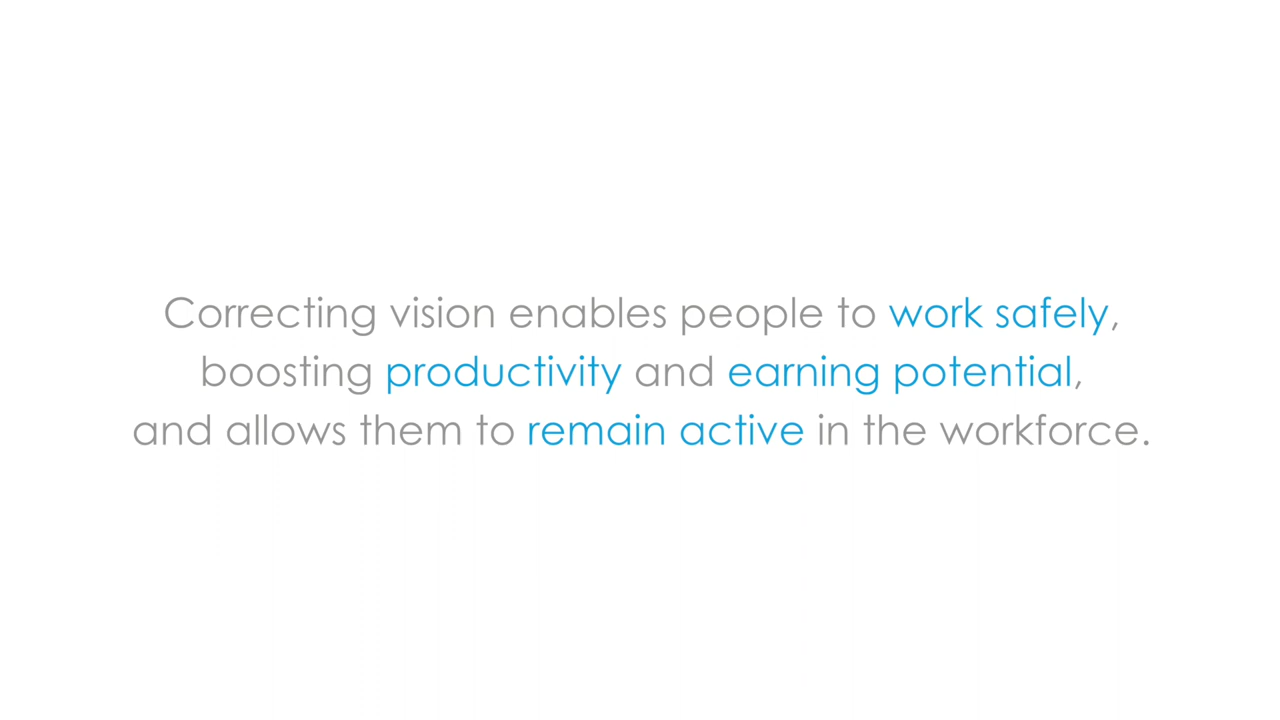 Correcting vision enables people to work safely,
boosting productivity and earning potential,
and allows them to remain active in the workforce.